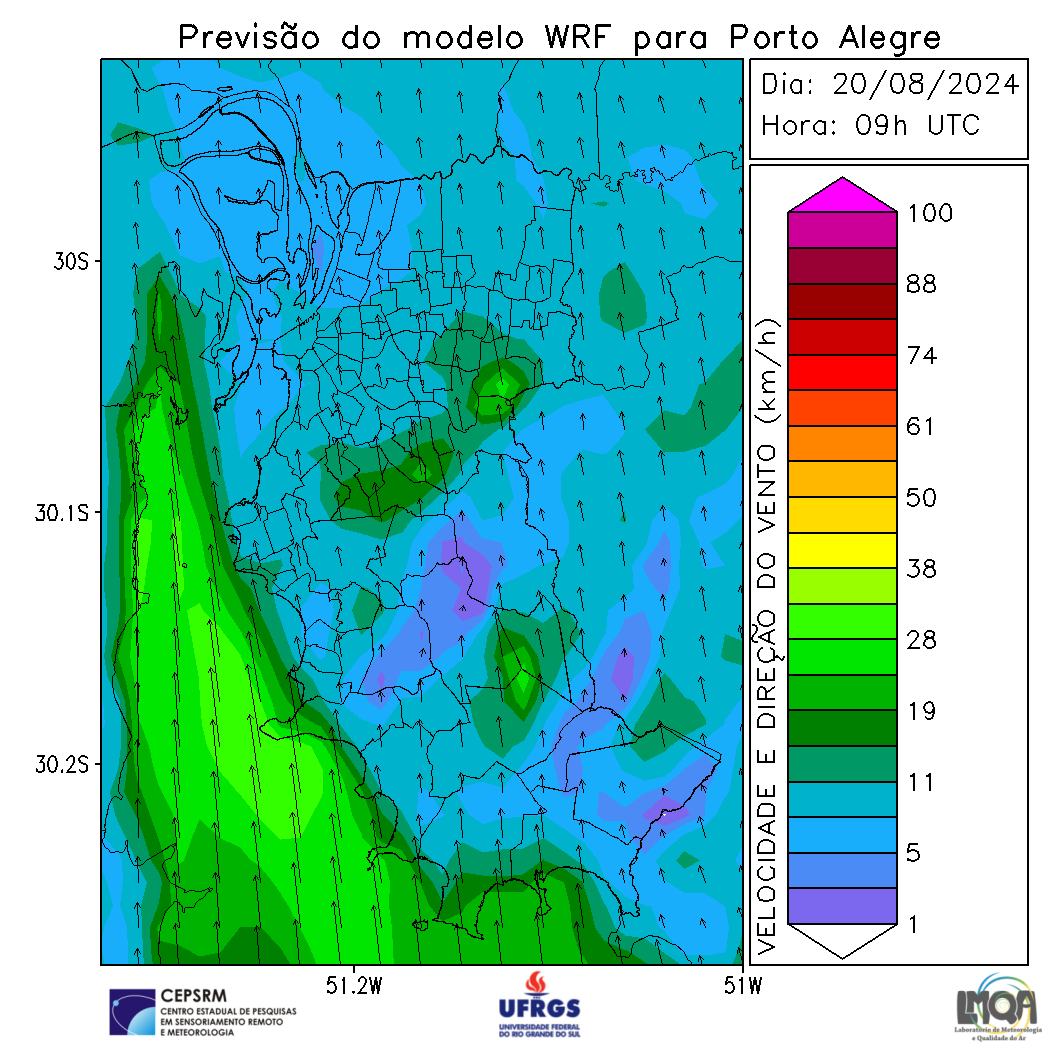 Previsão do modelo WRF para Porto Alegre
Dia: 20/08/2024
Hora: 09h UTC
30S
30.1S
30.2S
51.2W
51W
VELOCIDADE E DIREÇÃO DO VENTO (km/h)
100
88
74
61
50
38
28
19
11
5
1
CEPSRM
CENTRO ESTADUAL DE PESQUISAS
EM SENSORIAMENTO REMOTO
E METEOROLOGIA
UFRGS
UNIVERSIDADE FEDERAL
DO RIO GRANDE DO SUL
LMQA
Laboratório de Meteorologia
e Qualidade do Ar